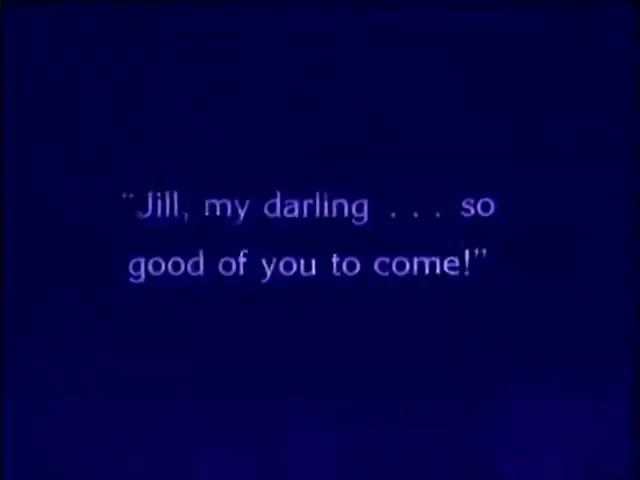 "Jill, my darling . . . so
good of you to come!"